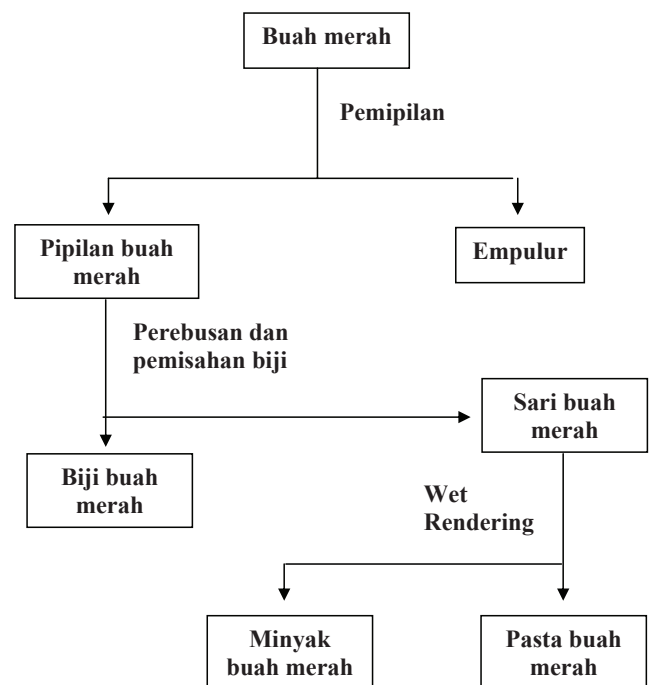 Buah merah
Pemipilan
Pipilan buah
merah
Empulur
Perebusan dan
pemisahan biji
Sari buah
merah
Biji buah
merah
Wet
Rendering
Minyak
buah merah
Pasta buah
merah